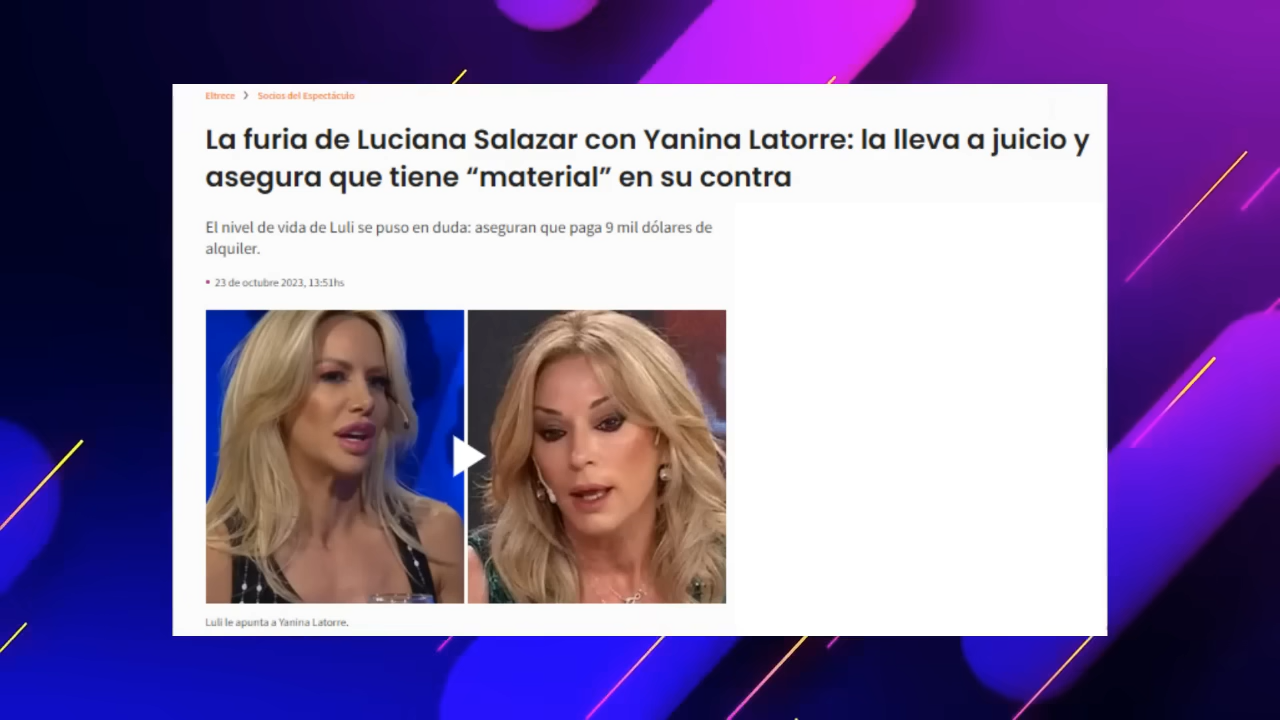 Eltrece > Socios del Espectáculo
La furia de Luciana Salazar con Yanina Latorre: la lleva a juicio y
asegura que tiene “material” en su contra
El nivel de vida de Luli se puso en duda: aseguran que paga 9 mil dólares de
alquiler.
• 23 de octubre 2023, 13:51hs
Luli le apunta a Yanina Latorre.